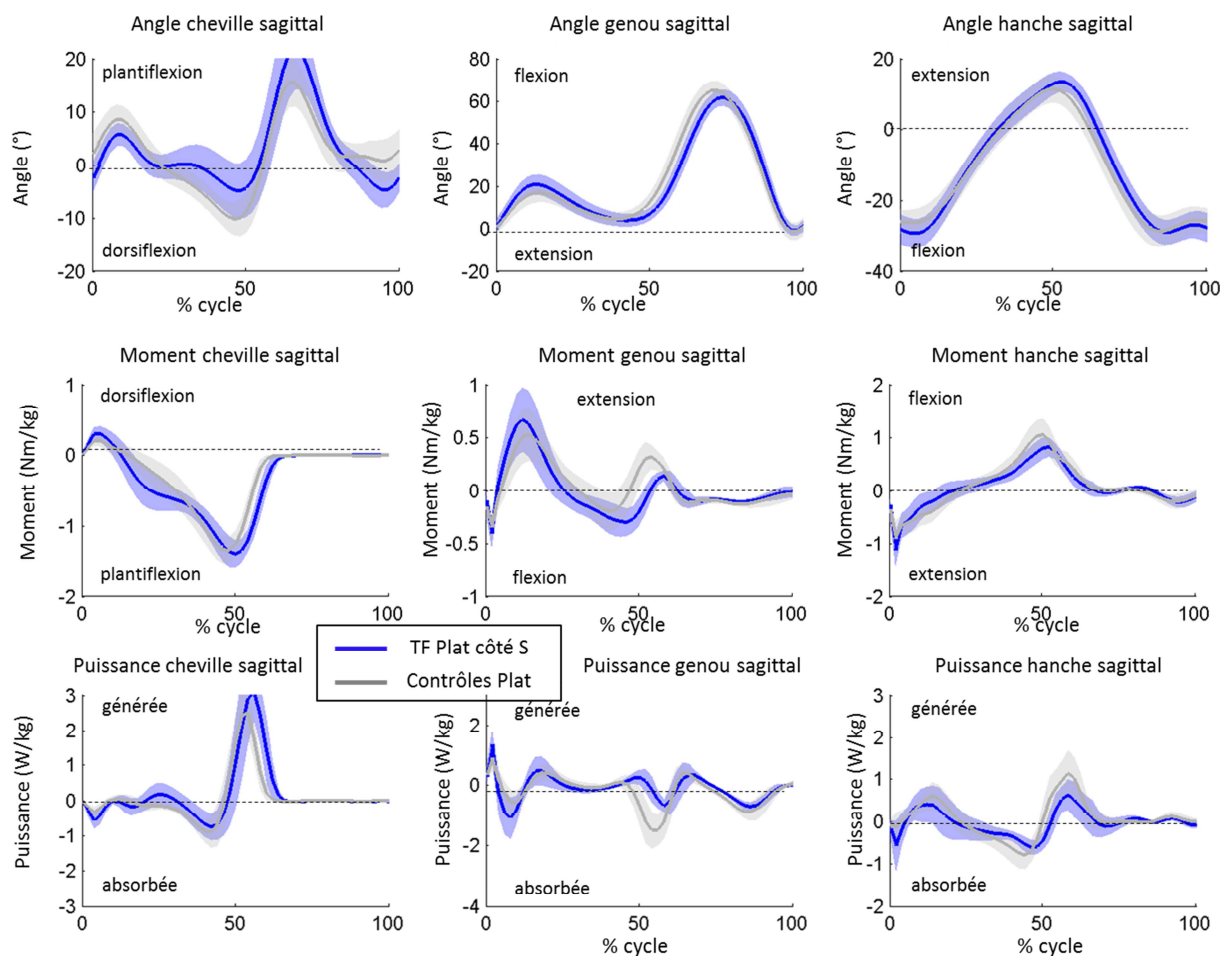 Angle cheville sagittal
Angle (°)
20
10
0
-10
-20
plantiflexion
dorsiflexion
0
50
100
% cycle
Angle genou sagittal
Angle (°)
80
60
40
20
0
-20
flexion
extension
0
50
100
% cycle
Angle hanche sagittal
Angle (°)
20
0
-20
-40
extension
flexion
0
50
100
% cycle
Moment cheville sagittal
Moment (Nm/kg)
1
0
-1
-2
dorsiflexion
plantiflexion
0
50
100
% cycle
Moment genou sagittal
Moment (Nm/kg)
1
0.5
0
-0.5
-1
extension
flexion
0
50
100
% cycle
Moment hanche sagittal
Moment (Nm/kg)
2
1
0
-1
-2
flexion
extension
0
50
100
% cycle
TF Plat côté S
Contrôles Plat
Puissance cheville sagittal
Puissance (W/kg)
3
2
1
0
-1
-2
-3
générée
absorbée
0
50
100
% cycle
Puissance genou sagittal
Puissance (W/kg)
2
0
-2
-4
générée
absorbée
0
50
100
% cycle
Puissance hanche sagittal
Puissance (W/kg)
3
2
1
0
-1
-2
générée
absorbée
0
50
100
% cycle